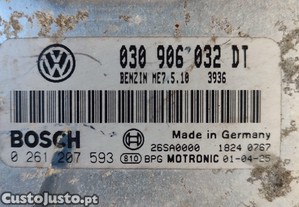 030 906 032 DT
BENZIN ME7.5.10 3936
BOSCH
Made in Germany
26SA0000 1824 0767
0 261 207 593 810 BPG MOTRONIC 01-04-25
CustoJusto.pt